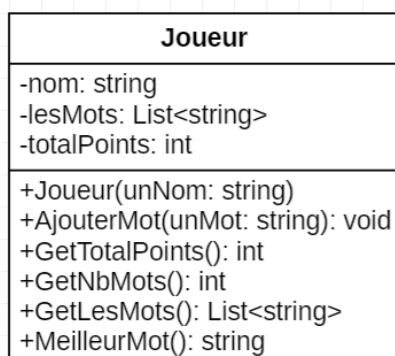 Joueur
-nom: string
-lesMots: List<string>
-totalPoints: int
+Joueur(unNom: string)
+AjouterMot(unMot: string): void
+GetTotalPoints(): int
+GetNbMots(): int
+GetLesMots(): List<string>
+MeilleurMot(): string